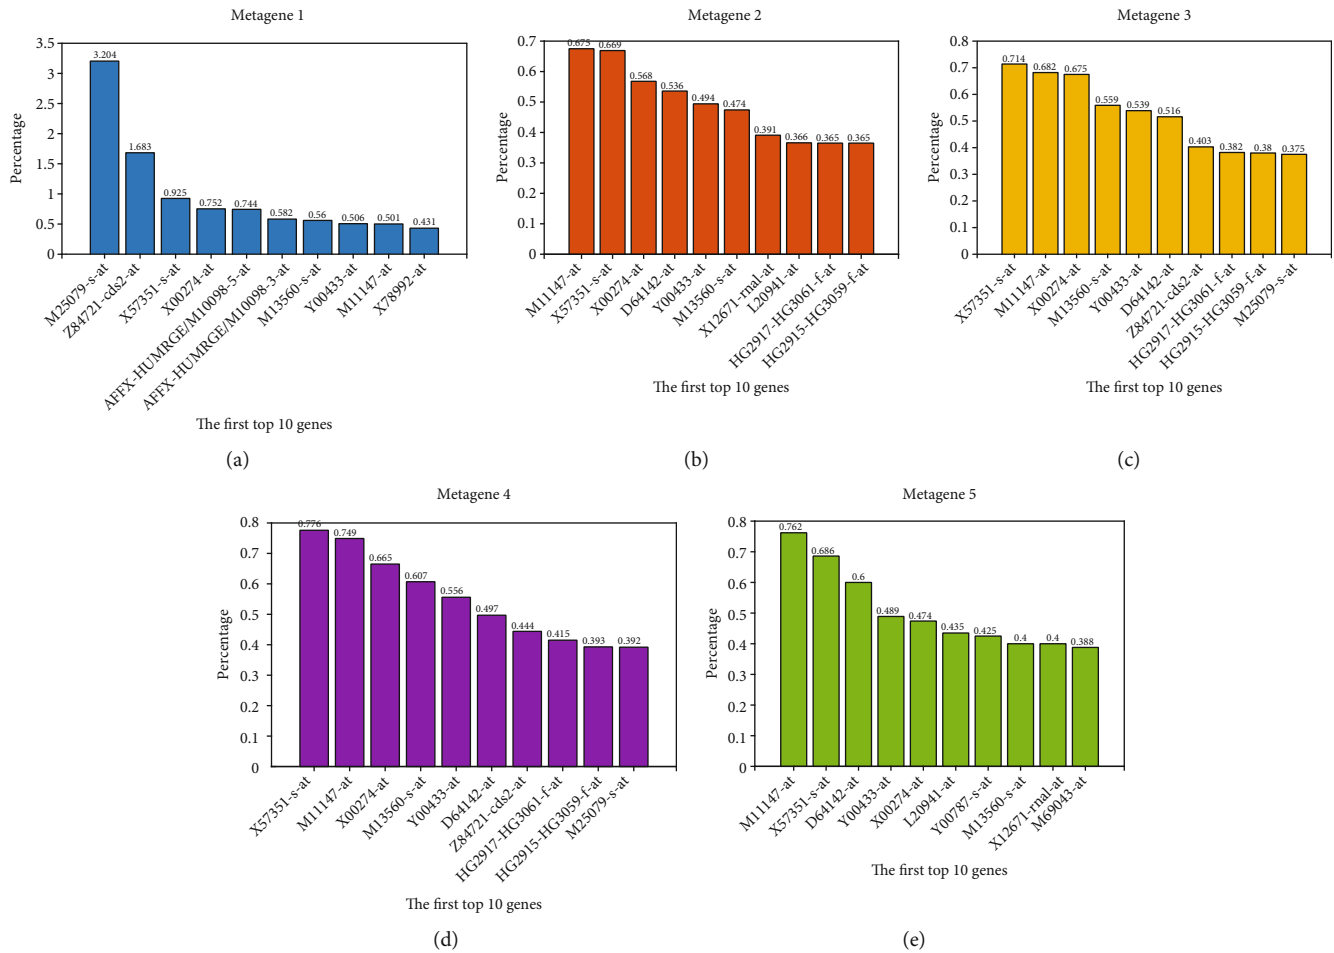 Metagene 1
Percentage
3.5
3
2.5
2
1.5
1
0.5
0
3.204
1.683
0.925
0.752
0.744
0.582
0.56
0.506
0.501
0.431
M25079-s-at
Z84721-cds2-at
X57351-s-at
X00274-at
AFFX-HUMRGE/M10098-5-at
AFFX-HUMRGE/M10098-3-at
M13560-s-at
Y00433-at
M11147-at
X78992-at
The first top 10 genes
(a)
Metagene 2
Percentage
0.7
0.6
0.5
0.4
0.3
0.2
0.1
0
0.675
0.669
0.568
0.536
0.494
0.474
0.391
0.366
0.365
0.365
M11147-at
X57351-s-at
X00274-at
D64142-at
Y00433-at
M13560-s-at
X12671-rnal-at
L20941-at
HG2917-HG3061-f-at
HG2915-HG3059-f-at
The first top 10 genes
(b)
Metagene 3
Percentage
0.8
0.7
0.6
0.5
0.4
0.3
0.2
0.1
0
0.714
0.682
0.675
0.559
0.539
0.516
0.403
0.382
0.38
0.375
X57351-s-at
M11147-at
X00274-at
M13560-s-at
Y00433-at
D64142-at
Z84721-cds2-at
HG2917-HG3061-f-at
HG2915-HG3059-f-at
M25079-s-at
The first top 10 genes
(c)
Metagene 4
Percentage
0.8
0.7
0.6
0.5
0.4
0.3
0.2
0.1
0
0.776
0.749
0.665
0.607
0.556
0.497
0.444
0.415
0.393
0.392
X57351-s-at
M11147-at
X00274-at
M13560-s-at
Y00433-at
D64142-at
Z84721-cds2-at
HG2917-HG3061-f-at
HG2915-HG3059-f-at
M25079-s-at
The first top 10 genes
(d)
Metagene 5
Percentage
0.8
0.7
0.6
0.5
0.4
0.3
0.2
0.1
0
0.762
0.686
0.6
0.489
0.474
0.435
0.425
0.4
0.4
0.388
M11147-at
X57351-s-at
D64142-at
Y00433-at
X00274-at
L20941-at
Y00787-s-at
M13560-s-at
X12671-rnal-at
M69043-at
The first top 10 genes
(e)